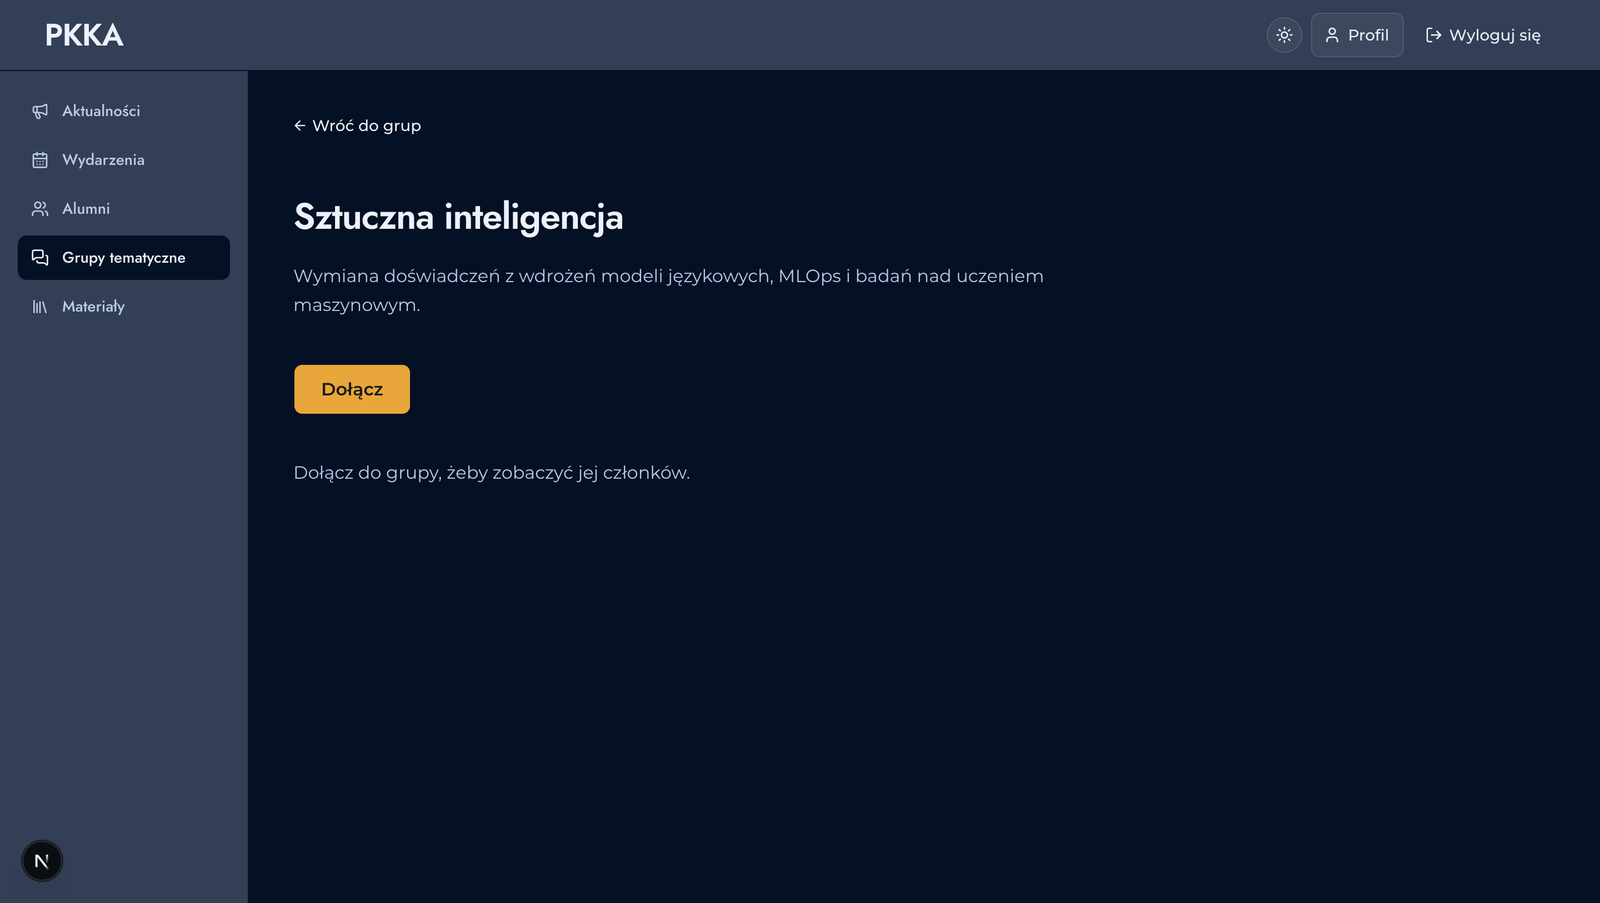 PKKA
Profil
Wyloguj się
Aktualności
Wydarzenia
Alumni
Grupy tematyczne
Materiały
← Wróć do grup
Sztuczna inteligencja
Wymiana doświadczeń z wdrożeń modeli językowych, MLOps i badań nad uczeniem
maszynowym.
Dołącz
Dołącz do grupy, żeby zobaczyć jej członków.
N